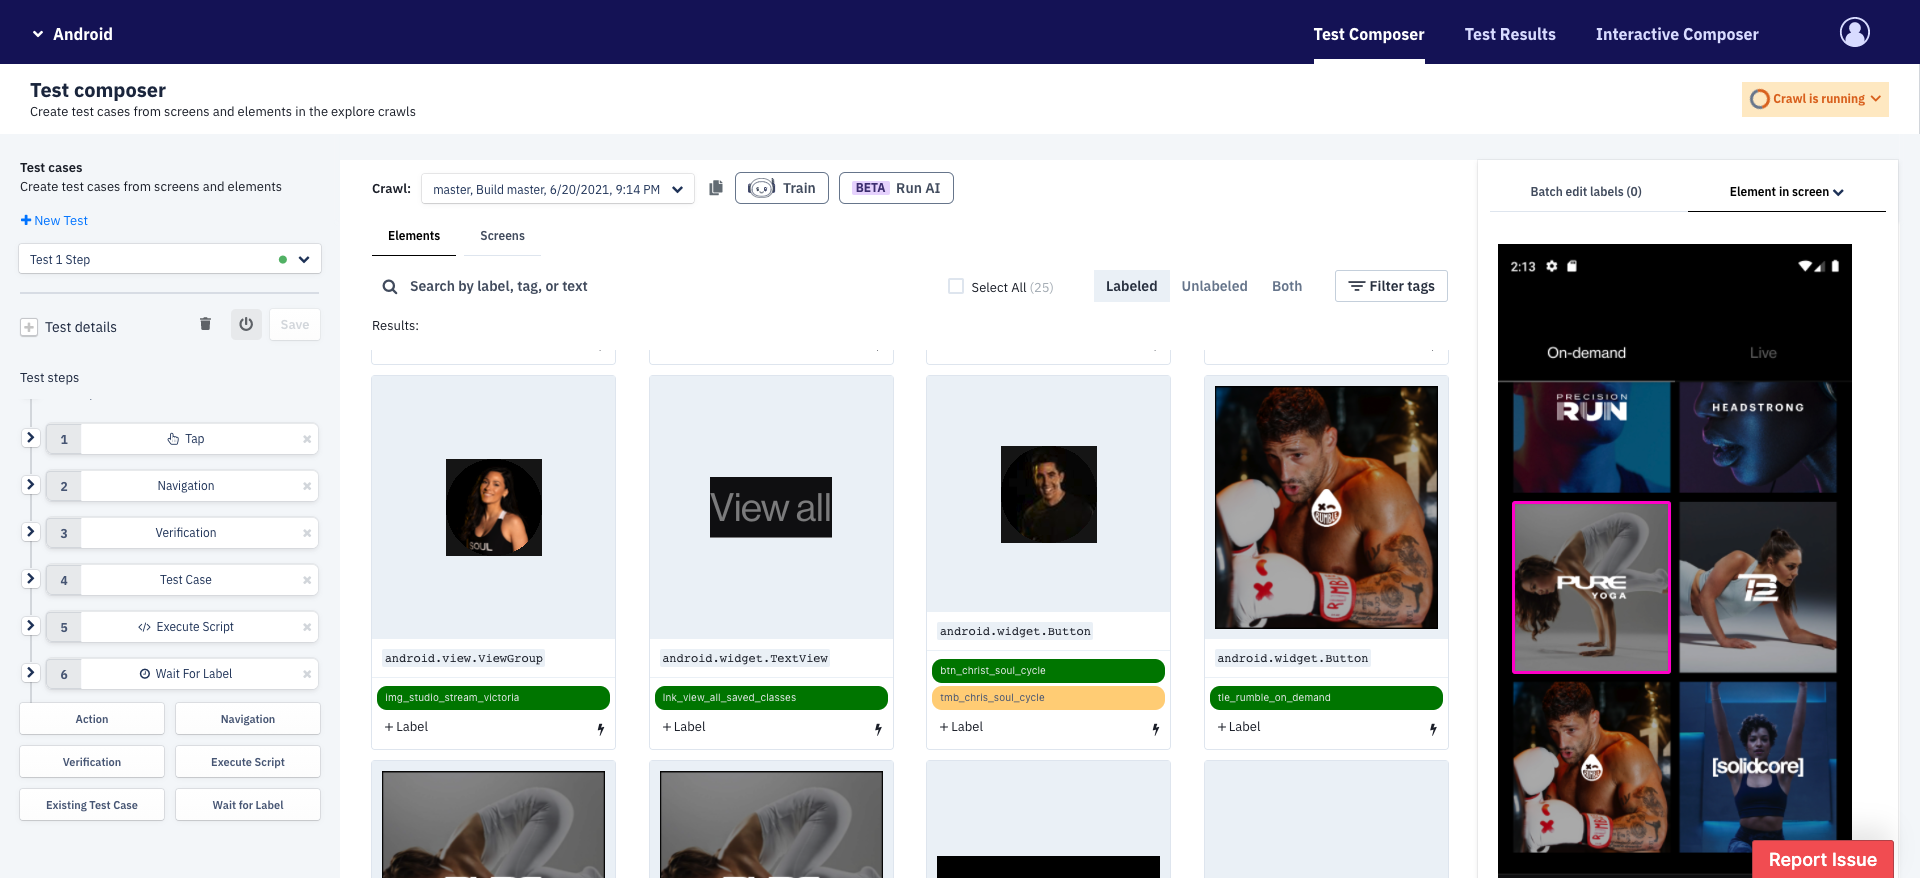 Android
Test Composer
Test Results
Interactive Composer
Test composer
Create test cases from screens and elements in the explore crawls
Crawl is running
Test cases
Create test cases from screens and elements
New Test
Test 1 Step
Test details
Save
Test steps
1 Tap
2 Navigation
3 Verification
4 Test Case
5 </> Execute Script
6 Wait For Label
Action
Navigation
Verification
Execute Script
Existing Test Case
Wait for Label
Crawl:
master, Build master, 6/20/2021, 9:14 PM
Train
BETA Run AI
Elements
Screens
Search by label, tag, or text
Select All (25)
Labeled
Unlabeled
Both
Filter tags
Results:
SOUL
android.view.ViewGroup
img_studio_stream_victoria
+ Label
View all
android.widget.TextView
lnk_view_all_saved_classes
+ Label
android.widget.Button
btn_christ_soul_cycle
tmb_chris_soul_cycle
+ Label
RUMBLE
android.widget.Button
tle_rumble_on_demand
+ Label
Batch edit labels (0)
Element in screen
2:13
On-demand
Live
PRECISION
RUN
HEADSTRONG
PURE
YOGA
[solidcore]
Report Issue